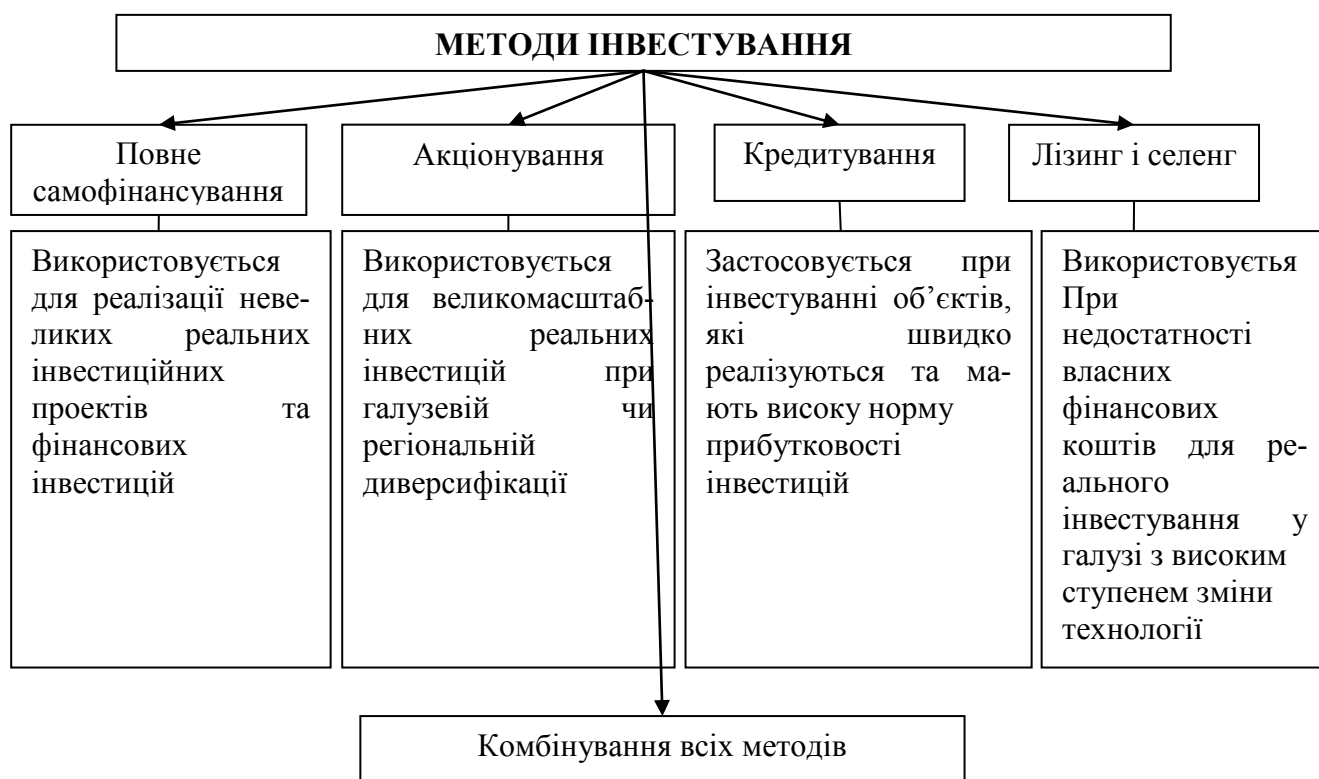 МЕТОДИ ІНВЕСТУВАННЯ
Повне
самофінансування
Акціонування
Кредитування
Лізинг і селенг
Використовується
для реалізації неве-
ликих реальних
інвестиційних
проектів та
фінансових
інвестицій
Використовується
для великомасштаб-
них реальних
інвестицій при
галузевій чи
регіональній
диверсифікації
Застосовується при
інвестуванні об’єктів,
які швидко
реалізуються та ма-
ють високу норму
прибутковості
інвестицій
Використовуєтья
При
недостатності
власних
фінансових
коштів для ре-
ального
інвестування у
галузі з високим
ступенем зміни
технології
Комбінування всіх методів